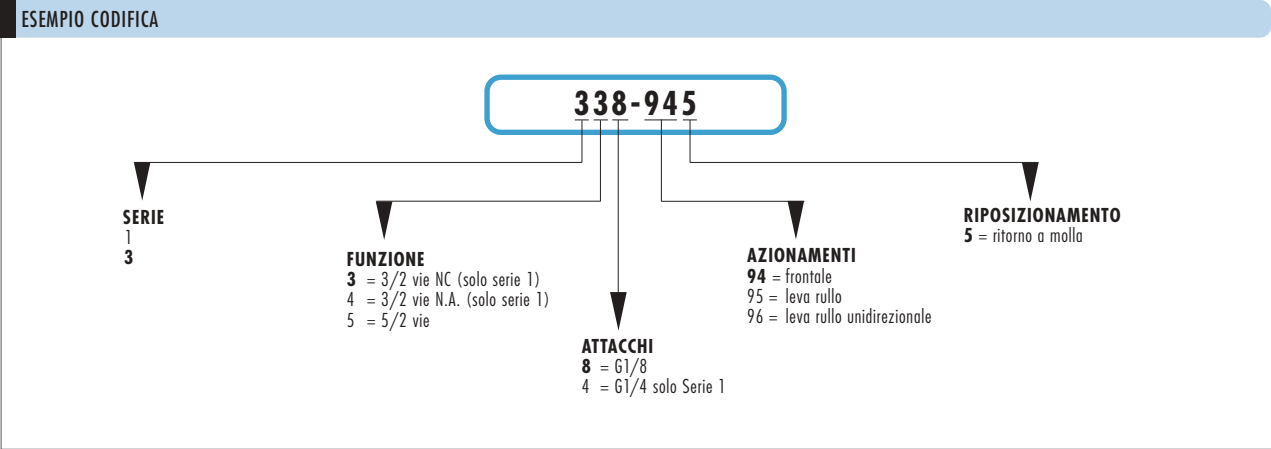 ESEMPIO CODIFICA
338-945
SERIE
1
3
FUNZIONE
3 = 3/2 vie NC (solo serie 1)
4 = 3/2 vie N.A. (solo serie 1)
5 = 5/2 vie
ATTACCHI
8 = G1/8
4 = G1/4 solo Serie 1
AZIONAMENTI
94 = frontale
95 = leva rullo
96 = leva rullo unidirezionale
RIPOSIZIONAMENTO
5 = ritorno a molla